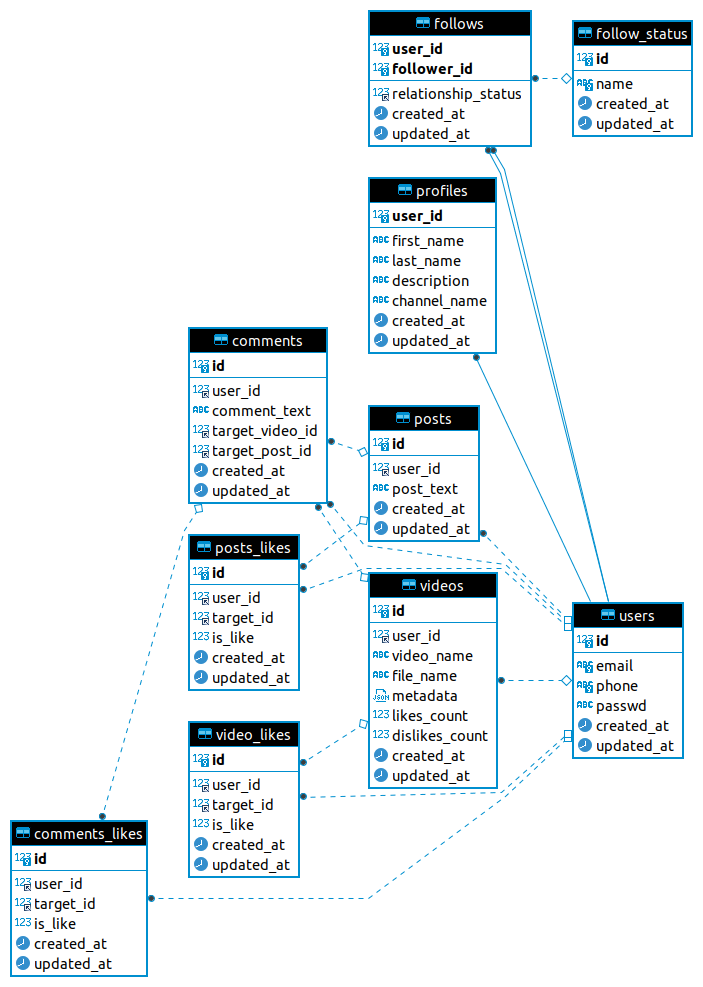 follows
user_id
follower_id
relationship_status
created_at
updated_at
follow_status
id
name
created_at
updated_at
profiles
user_id
first_name
last_name
description
channel_name
created_at
updated_at
comments
id
user_id
comment_text
target_video_id
target_post_id
created_at
updated_at
posts
id
user_id
post_text
created_at
updated_at
posts_likes
id
user_id
target_id
is_like
created_at
updated_at
videos
id
user_id
video_name
file_name
metadata
likes_count
dislikes_count
created_at
updated_at
users
id
email
phone
passwd
created_at
updated_at
video_likes
id
user_id
target_id
is_like
created_at
updated_at
comments_likes
id
user_id
target_id
is_like
created_at
updated_at